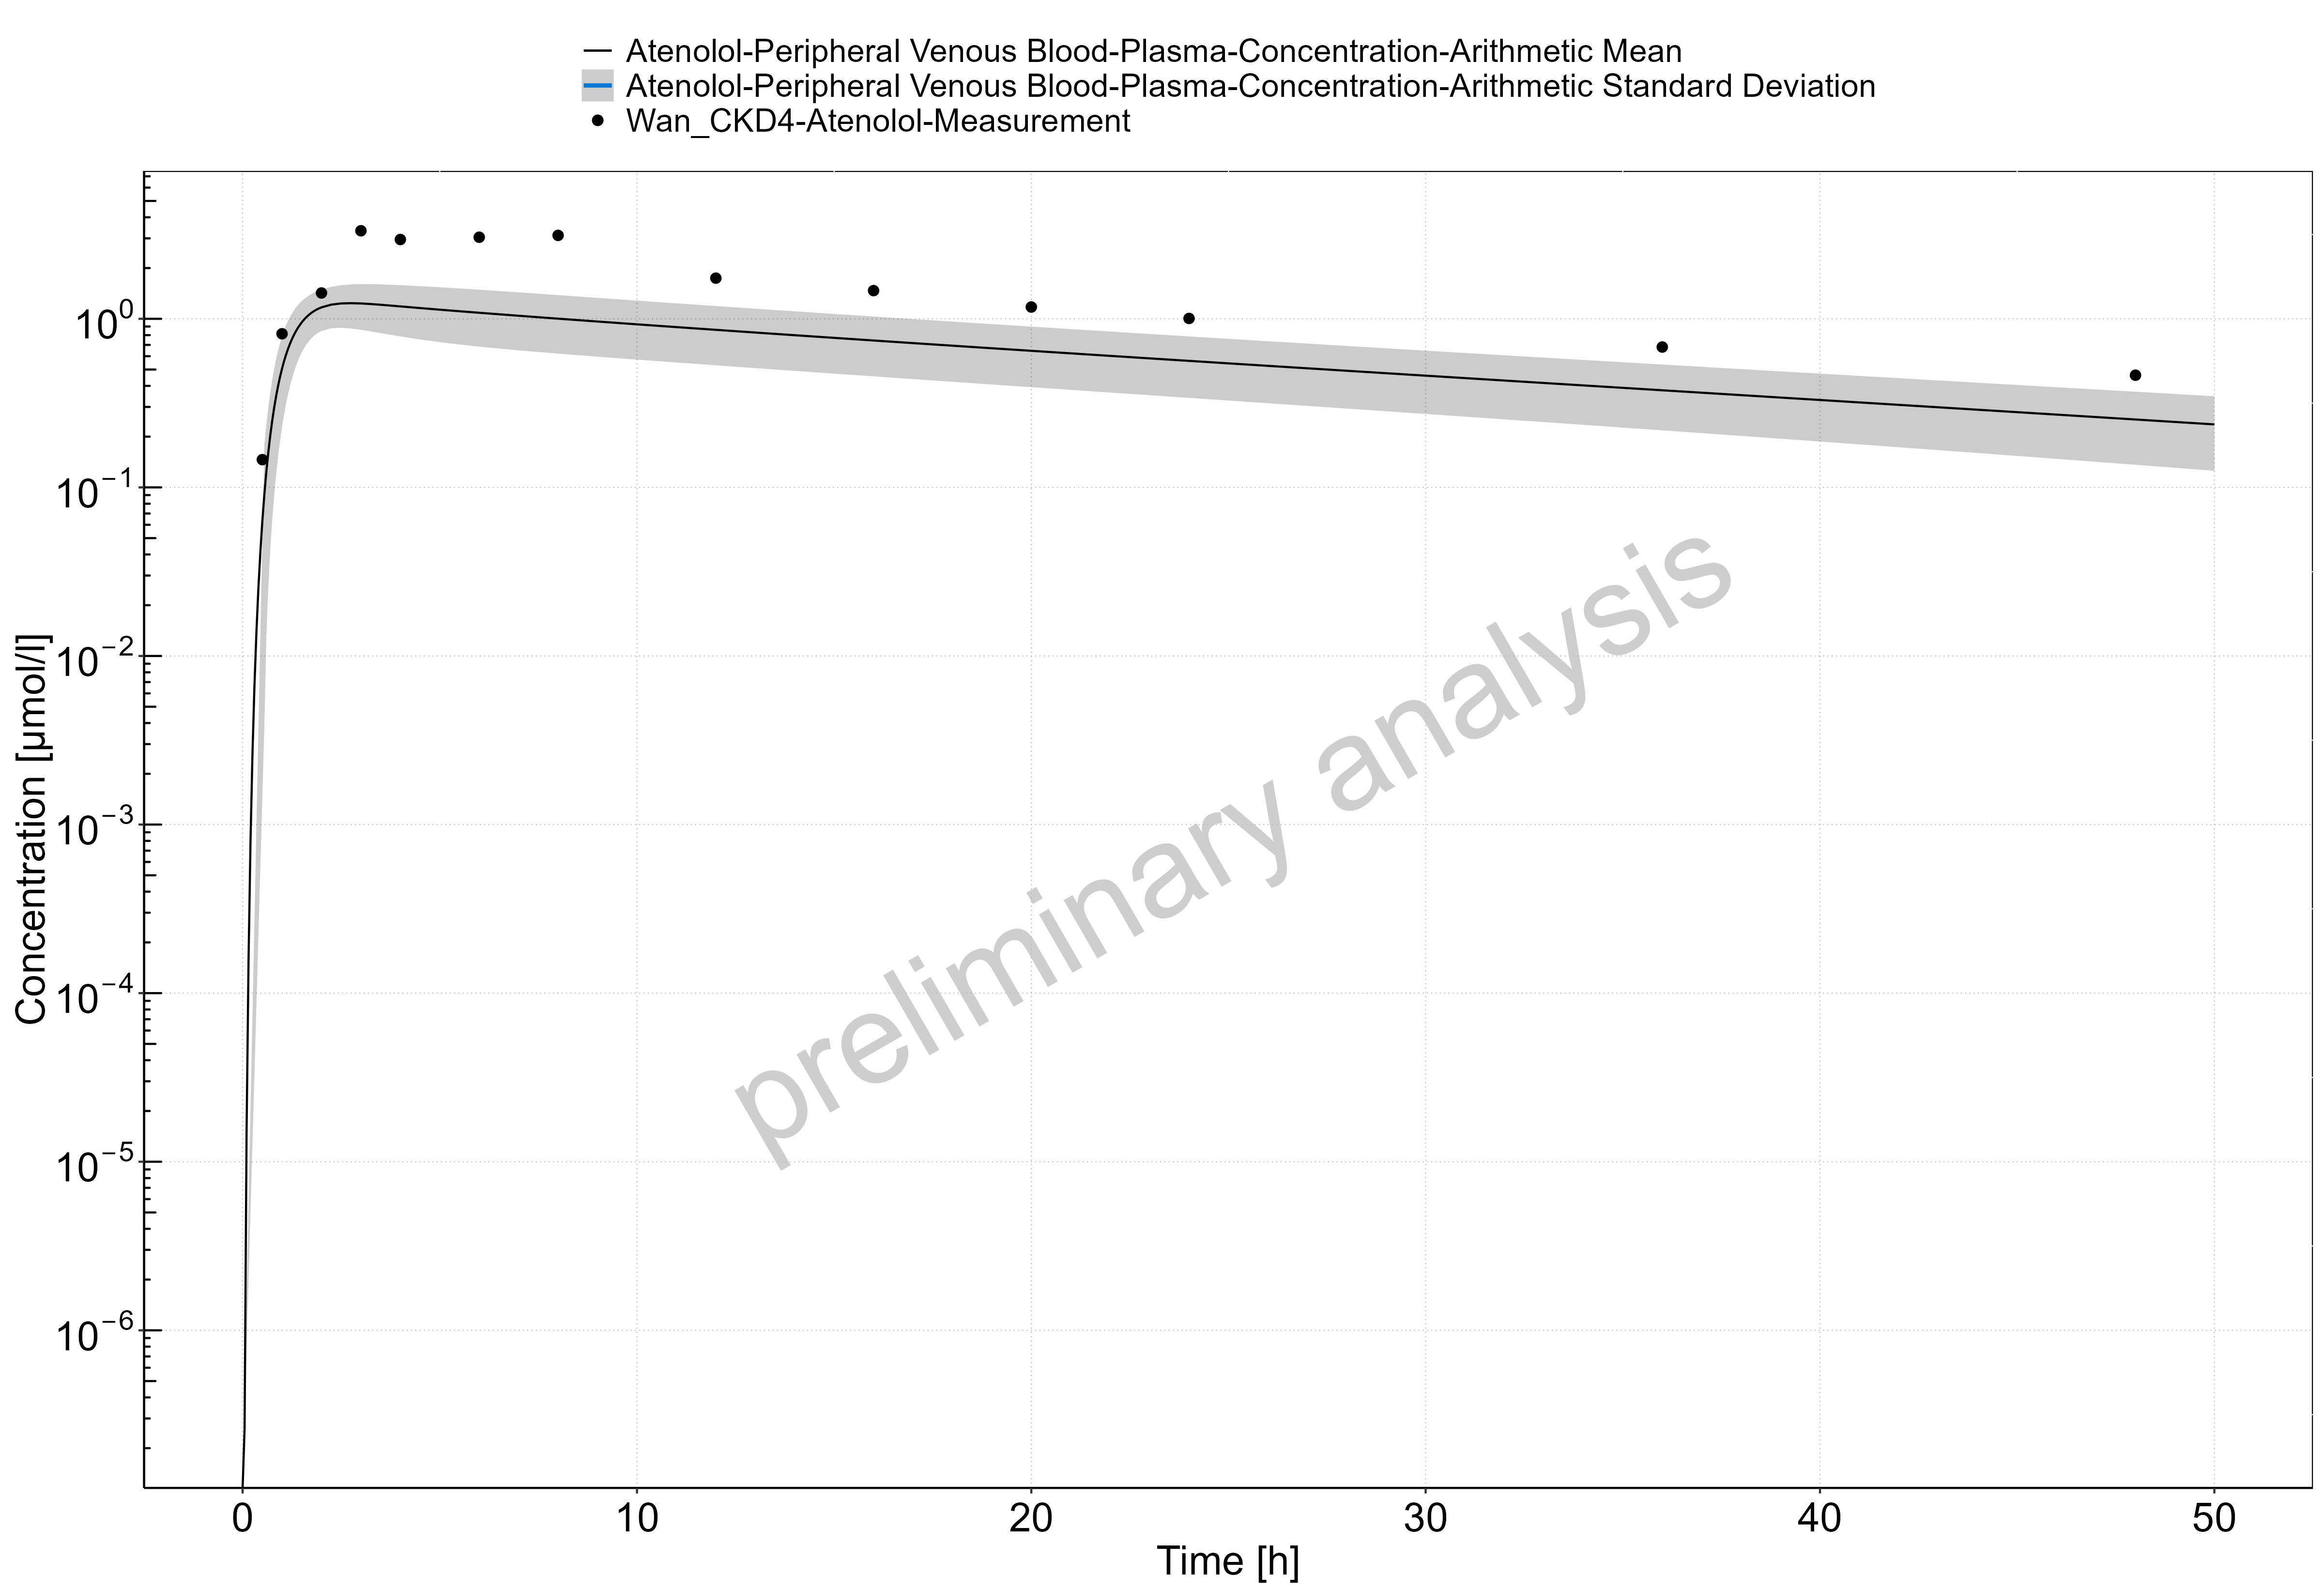 Atenolol-Peripheral Venous Blood-Plasma-Concentration-Arithmetic Mean
Atenolol-Peripheral Venous Blood-Plasma-Concentration-Arithmetic Standard Deviation
Wan_CKD4-Atenolol-Measurement
Concentration [µmol/l]
10⁰
10⁻¹
10⁻²
10⁻³
10⁻⁴
10⁻⁵
10⁻⁶
preliminary analysis
0 10 20 30 40 50
Time [h]